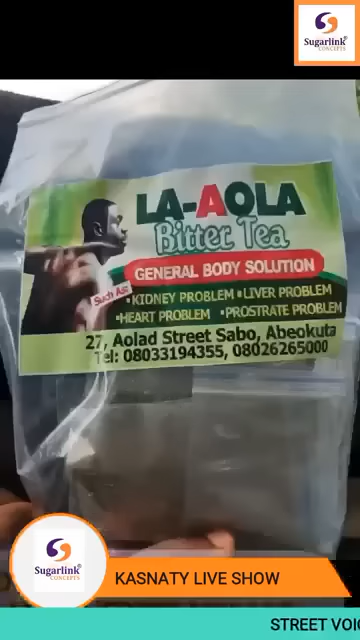 Sugarlink
CONCEPTS
LA-AOLA
Bitter Tea
GENERAL BODY SOLUTION
Such As:
•KIDNEY PROBLEM •LIVER PROBLEM
•HEART PROBLEM •PROSTRATE PROBLEM
27, Aolad Street Sabo, Abeokuta
Tel: 08033194355, 08026265000
Sugarlink
CONCEPTS
KASNATY LIVE SHOW
STREET VOI